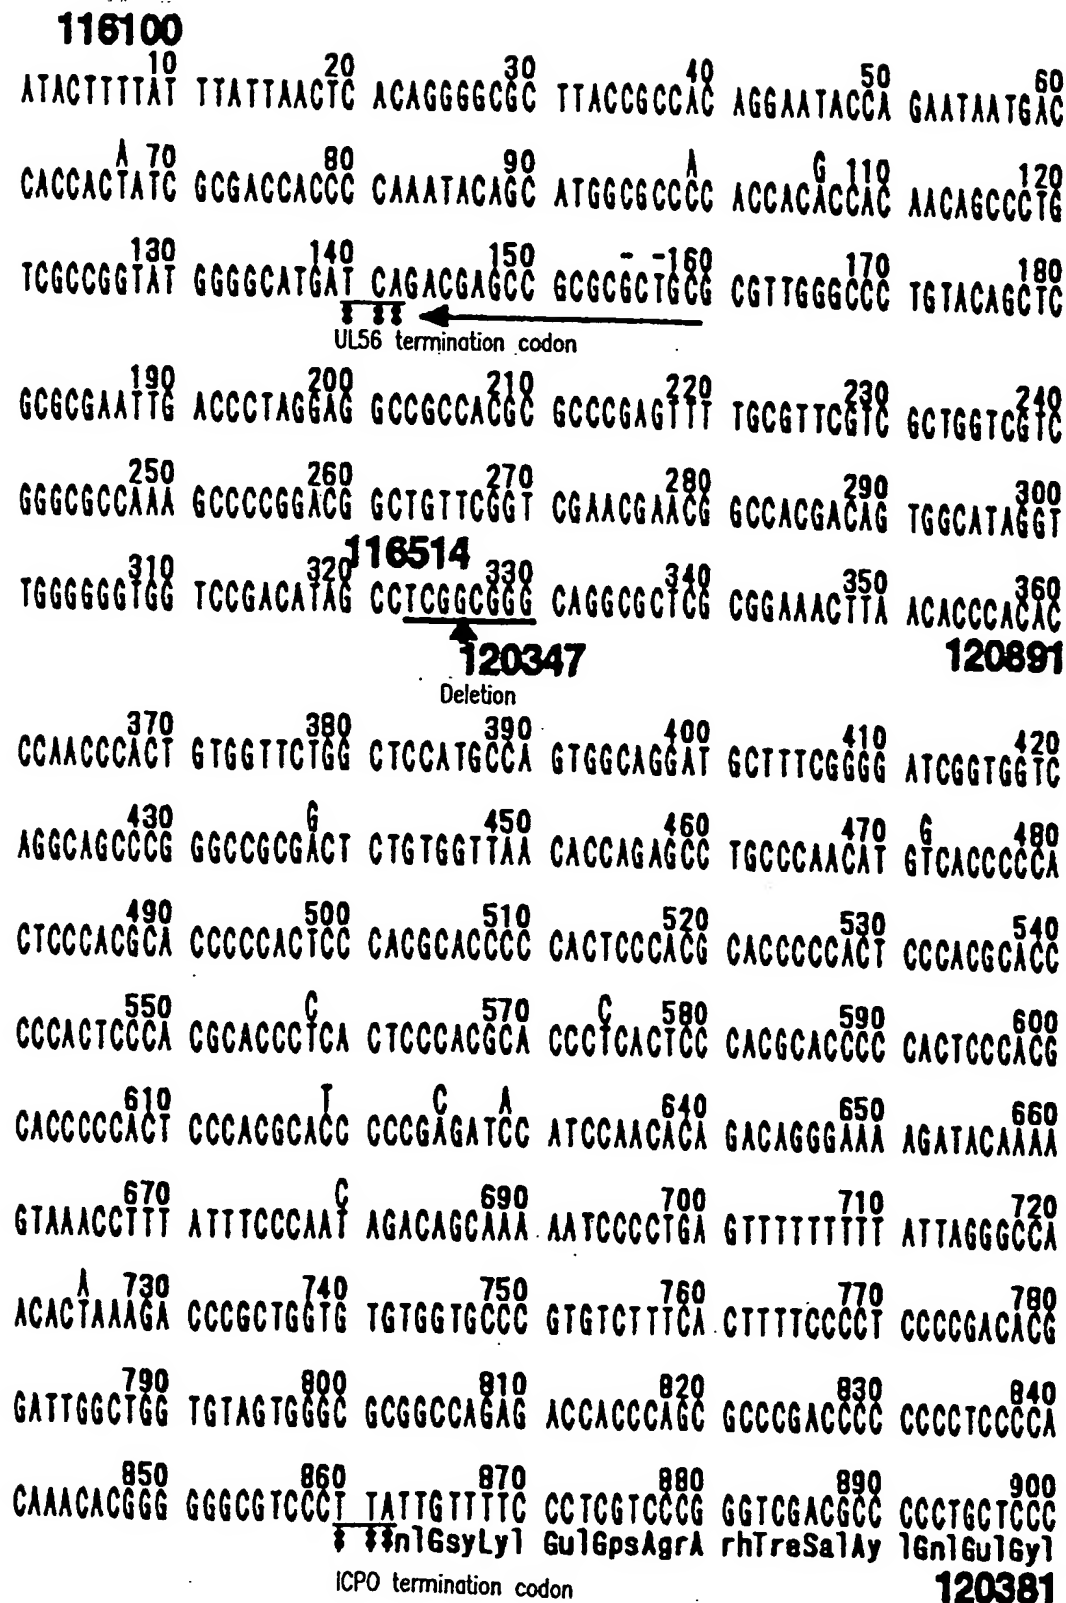 116100
10 20 30 40 50 60
ATACTTTTAT TTATTAACTC ACAGGGGCGC TTACCGCCAC AGGAATACCA GAATAATGAC
A 70 80 90 A G 110 120
CACCACTATC GCGACCACCC CAAATACAGC ATGGCGCCCC ACCACACCAC AACAGCCCTG
130 140 150 - -160 170 180
TCGCCGGTAT GGGGCATGAT CAGACGAGCC GCGCGCTGCG CGTTGGGCCC TGTACAGCTC
UL56 termination codon
190 200 210 220 230 240
GCGCGAATTG ACCCTAGGAG GCCGCCACGC GCCCGAGTTT TGCGTTCGTC GCTGGTCGTC
250 260 270 280 290 300
GGGCGCCAAA GCCCCGGACG GCTGTTCGGT CGAACGAACG GCCACGACAG TGGCATAGGT
116514
310 320 330 340 350 360
TGGGGGGTGG TCCGACATAG CCTCGGCGGG CAGGCGCTCG CGGAAACTTA ACACCCACAC
120347 120891
Deletion
370 380 390 400 410 420
CCAACCCACT GTGGTTCTGG CTCCATGCCA GTGGCAGGAT GCTTTCGGGG ATCGGTGGTC
430 G 450 460 470 G 480
AGGCAGCCCG GGCCGCGACT CTGTGGTTAA CACCAGAGCC TGCCCAACAT GTCACCCCCA
490 500 510 520 530 540
CTCCCACGCA CCCCCACTCC CACGCACCCC CACTCCCACG CACCCCCACT CCCACGCACC
550 C 570 C 580 590 600
CCCACTCCCA CGCACCCTCA CTCCCACGCA CCCTCACTCC CACGCACCCC CACTCCCACG
610 T C A 640 650 660
CACCCCCACT CCCACGCACC CCCGAGATCC ATCCAACACA GACAGGGAAA AGATACAAAA
670 C 690 700 710 720
GTAAACCTTT ATTTCCCAAT AGACAGCAAA AATCCCCTGA GTTTTTTTTT ATTAGGGCCA
A 730 740 750 760 770 780
ACACTAAAGA CCCGCTGGTG TGTGGTGCCC GTGTCTTTCA CTTTTCCCCT CCCCGACACG
790 800 810 820 830 840
GATTGGCTGG TGTAGTGGGC GCGGCCAGAG ACCACCCAGC GCCCGACCCC CCCCTCCCCA
850 860 870 880 890 900
CAAACACGGG GGGCGTCCCT TATTGTTTTC CCTCGTCCCG GGTCGACGCC CCCTGCTCCC
nlGsyLyl GulGpsAgrA rhTreSalAy lGnlGulGyl
ICPO termination codon 120381